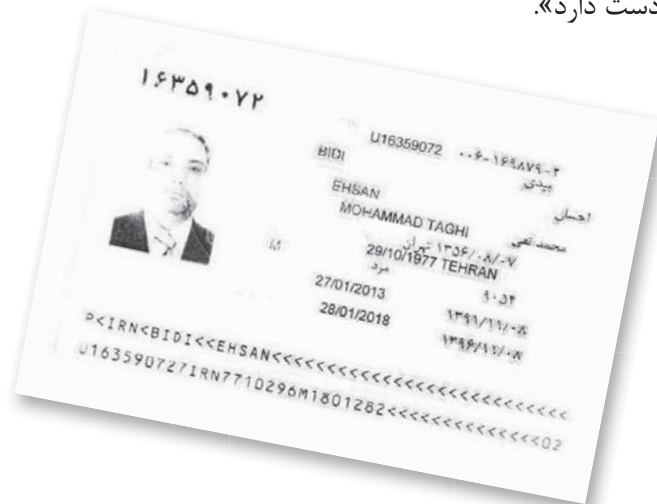 دست دارد».
۱۶۳۵۹۰۷۲
U16359072 ۰۰۶-۱۶۹۸۷۹-۲
BIDI بیدی
EHSAN احسان
MOHAMMAD TAGHI محمد تقی
۱۳۵۶/۰۸/۰۷ تهران
29/10/1977 TEHRAN
M مرد
27/01/2013 ۱۳۹۱/۱۱/۰۸
28/01/2018 ۱۳۹۶/۱۱/۰۸
P<IRN<BIDI<<EHSAN<<<<<<<<<<<<<<<<<<<<<<<<<<<
U163590727IRN7710296M1801282<<<<<<<<<<<<<<02